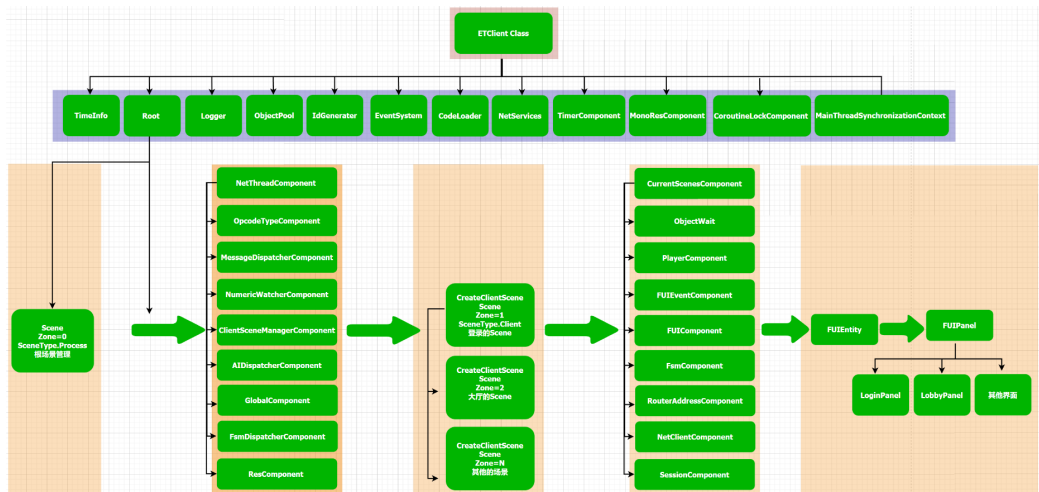 ETClient Class
TimeInfo
Root
Logger
ObjectPool
IdGenerater
EventSystem
CodeLoader
NetServices
TimerComponent
MonoResComponent
CoroutineLockComponent
MainThreadSynchronizationContext
Scene
Zone=0
SceneType.Process
根场景管理
NetThreadComponent
OpcodeTypeComponent
MessageDispatcherComponent
NumericWatcherComponent
ClientSceneManagerComponent
AIDispatcherComponent
GlobalComponent
FsmDispatcherComponent
ResComponent
CreateClientScene
Scene
Zone=1
SceneType.Client
登录的Scene
CreateClientScene
Scene
Zone=2
大厅的Scene
CreateClientScene
Scene
Zone=N
其他的场景
CurrentScenesComponent
ObjectWait
PlayerComponent
FUIEventComponent
FUIComponent
FsmComponent
RouterAddressComponent
NetClientComponent
SessionComponent
FUIEntity
FUIPanel
LoginPanel
LobbyPanel
其他界面